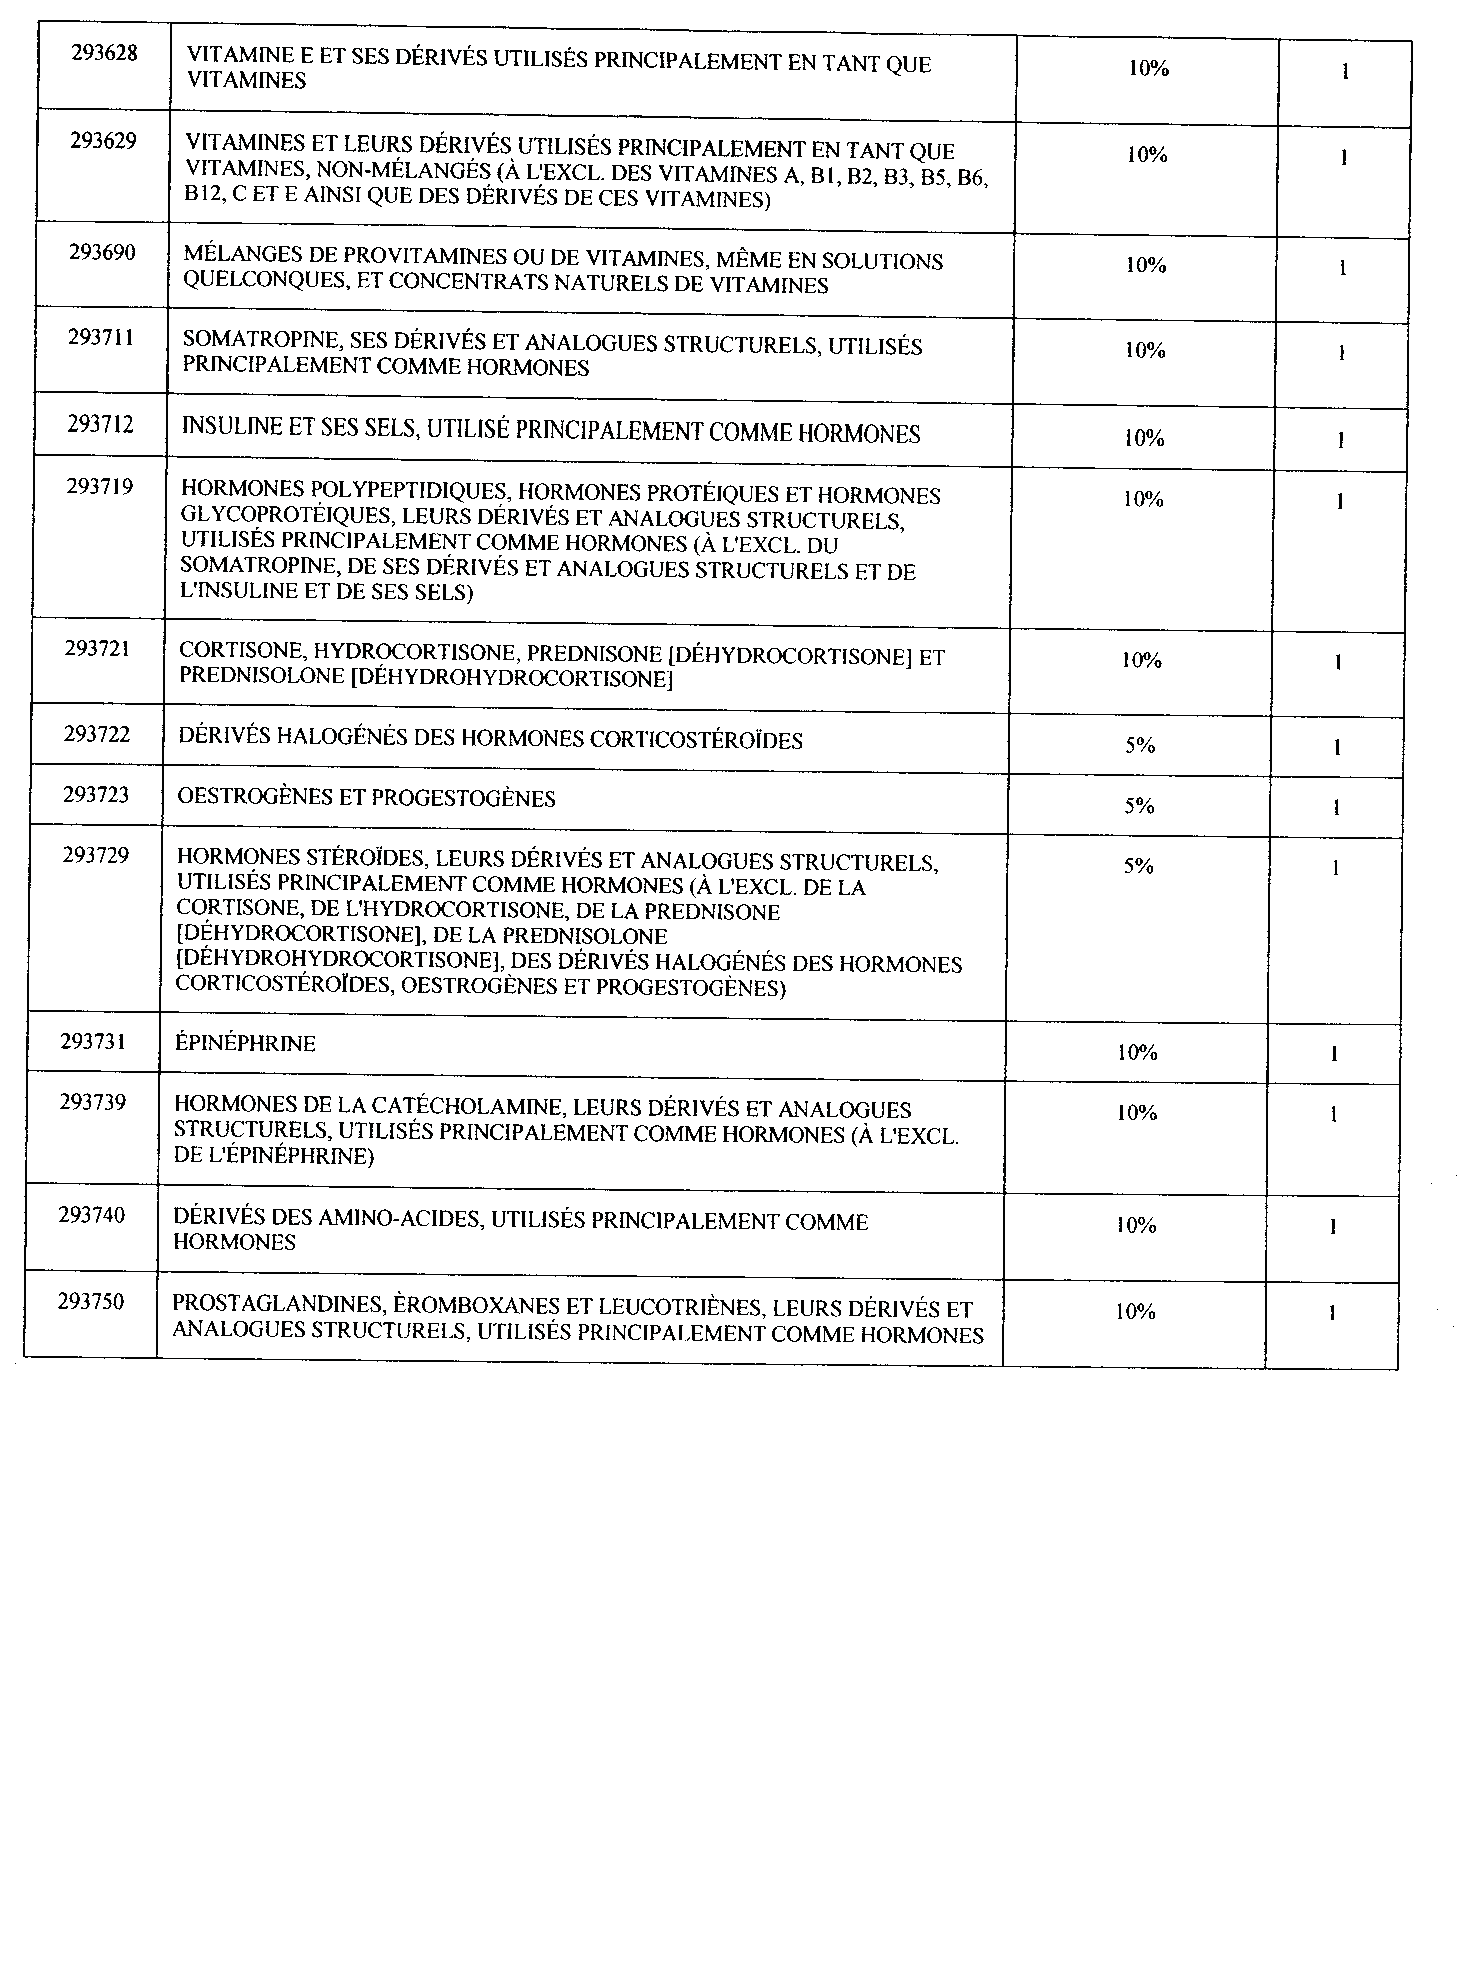 293628 VITAMINE E ET SES DÉRIVÉS UTILISÉS PRINCIPALEMENT EN TANT QUE 10% 1
VITAMINES
293629 VITAMINES ET LEURS DÉRIVÉS UTILISÉS PRINCIPALEMENT EN TANT QUE 10% 1
VITAMINES, NON-MÉLANGÉS (À L'EXCL. DES VITAMINES A, B1, B2, B3, B5, B6,
B12, C ET E AINSI QUE DES DÉRIVÉS DE CES VITAMINES)
293690 MÉLANGES DE PROVITAMINES OU DE VITAMINES, MÊME EN SOLUTIONS 10% 1
QUELCONQUES, ET CONCENTRATS NATURELS DE VITAMINES
293711 SOMATROPINE, SES DÉRIVÉS ET ANALOGUES STRUCTURELS, UTILISÉS 10% 1
PRINCIPALEMENT COMME HORMONES
293712 INSULINE ET SES SELS, UTILISÉ PRINCIPALEMENT COMME HORMONES 10% 1
293719 HORMONES POLYPEPTIDIQUES, HORMONES PROTÉIQUES ET HORMONES 10% 1
GLYCOPROTÉIQUES, LEURS DÉRIVÉS ET ANALOGUES STRUCTURELS,
UTILISÉS PRINCIPALEMENT COMME HORMONES (À L'EXCL. DU
SOMATROPINE, DE SES DÉRIVÉS ET ANALOGUES STRUCTURELS ET DE
L'INSULINE ET DE SES SELS)
293721 CORTISONE, HYDROCORTISONE, PREDNISONE [DÉHYDROCORTISONE] ET 10% 1
PREDNISOLONE [DÉHYDROHYDROCORTISONE]
293722 DÉRIVÉS HALOGÉNÉS DES HORMONES CORTICOSTÉROÏDES 5% 1
293723 OESTROGÈNES ET PROGESTOGÈNES 5% 1
293729 HORMONES STÉROÏDES, LEURS DÉRIVÉS ET ANALOGUES STRUCTURELS, 5% 1
UTILISÉS PRINCIPALEMENT COMME HORMONES (À L'EXCL. DE LA
CORTISONE, DE L'HYDROCORTISONE, DE LA PREDNISONE
[DÉHYDROCORTISONE], DE LA PREDNISOLONE
[DÉHYDROHYDROCORTISONE], DES DÉRIVÉS HALOGÉNÉS DES HORMONES
CORTICOSTÉROÏDES, OESTROGÈNES ET PROGESTOGÈNES)
293731 ÉPINÉPHRINE 10% 1
293739 HORMONES DE LA CATÉCHOLAMINE, LEURS DÉRIVÉS ET ANALOGUES 10% 1
STRUCTURELS, UTILISÉS PRINCIPALEMENT COMME HORMONES (À L'EXCL.
DE L'ÉPINÉPHRINE)
293740 DÉRIVÉS DES AMINO-ACIDES, UTILISÉS PRINCIPALEMENT COMME 10% 1
HORMONES
293750 PROSTAGLANDINES, ÈROMBOXANES ET LEUCOTRIÈNES, LEURS DÉRIVÉS ET 10% 1
ANALOGUES STRUCTURELS, UTILISÉS PRINCIPALEMENT COMME HORMONES